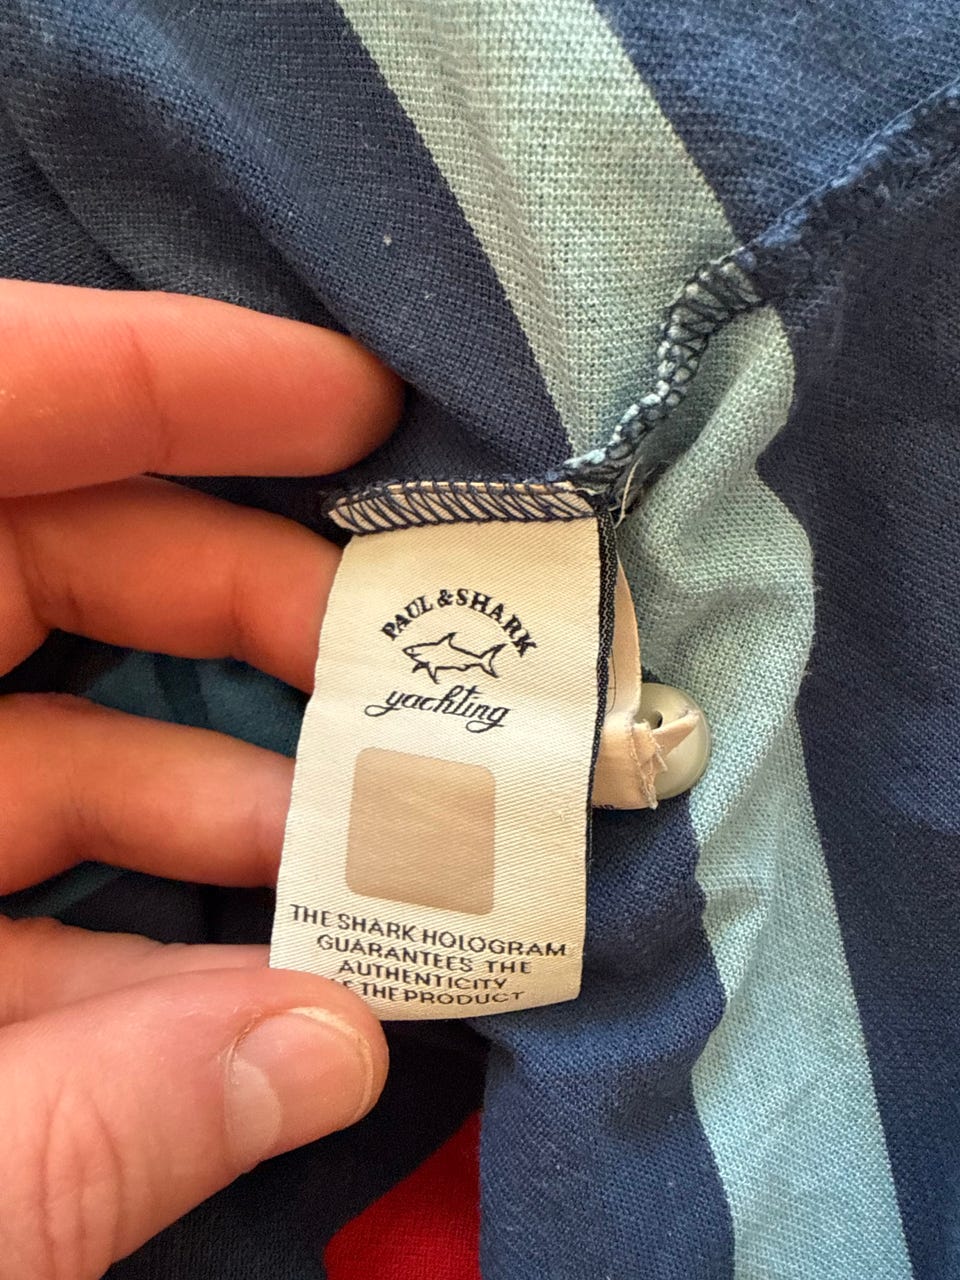 PAUL & SHARK
yachting
THE SHARK HOLOGRAM
GUARANTEES THE
AUTHENTICITY
THE PRODUCT